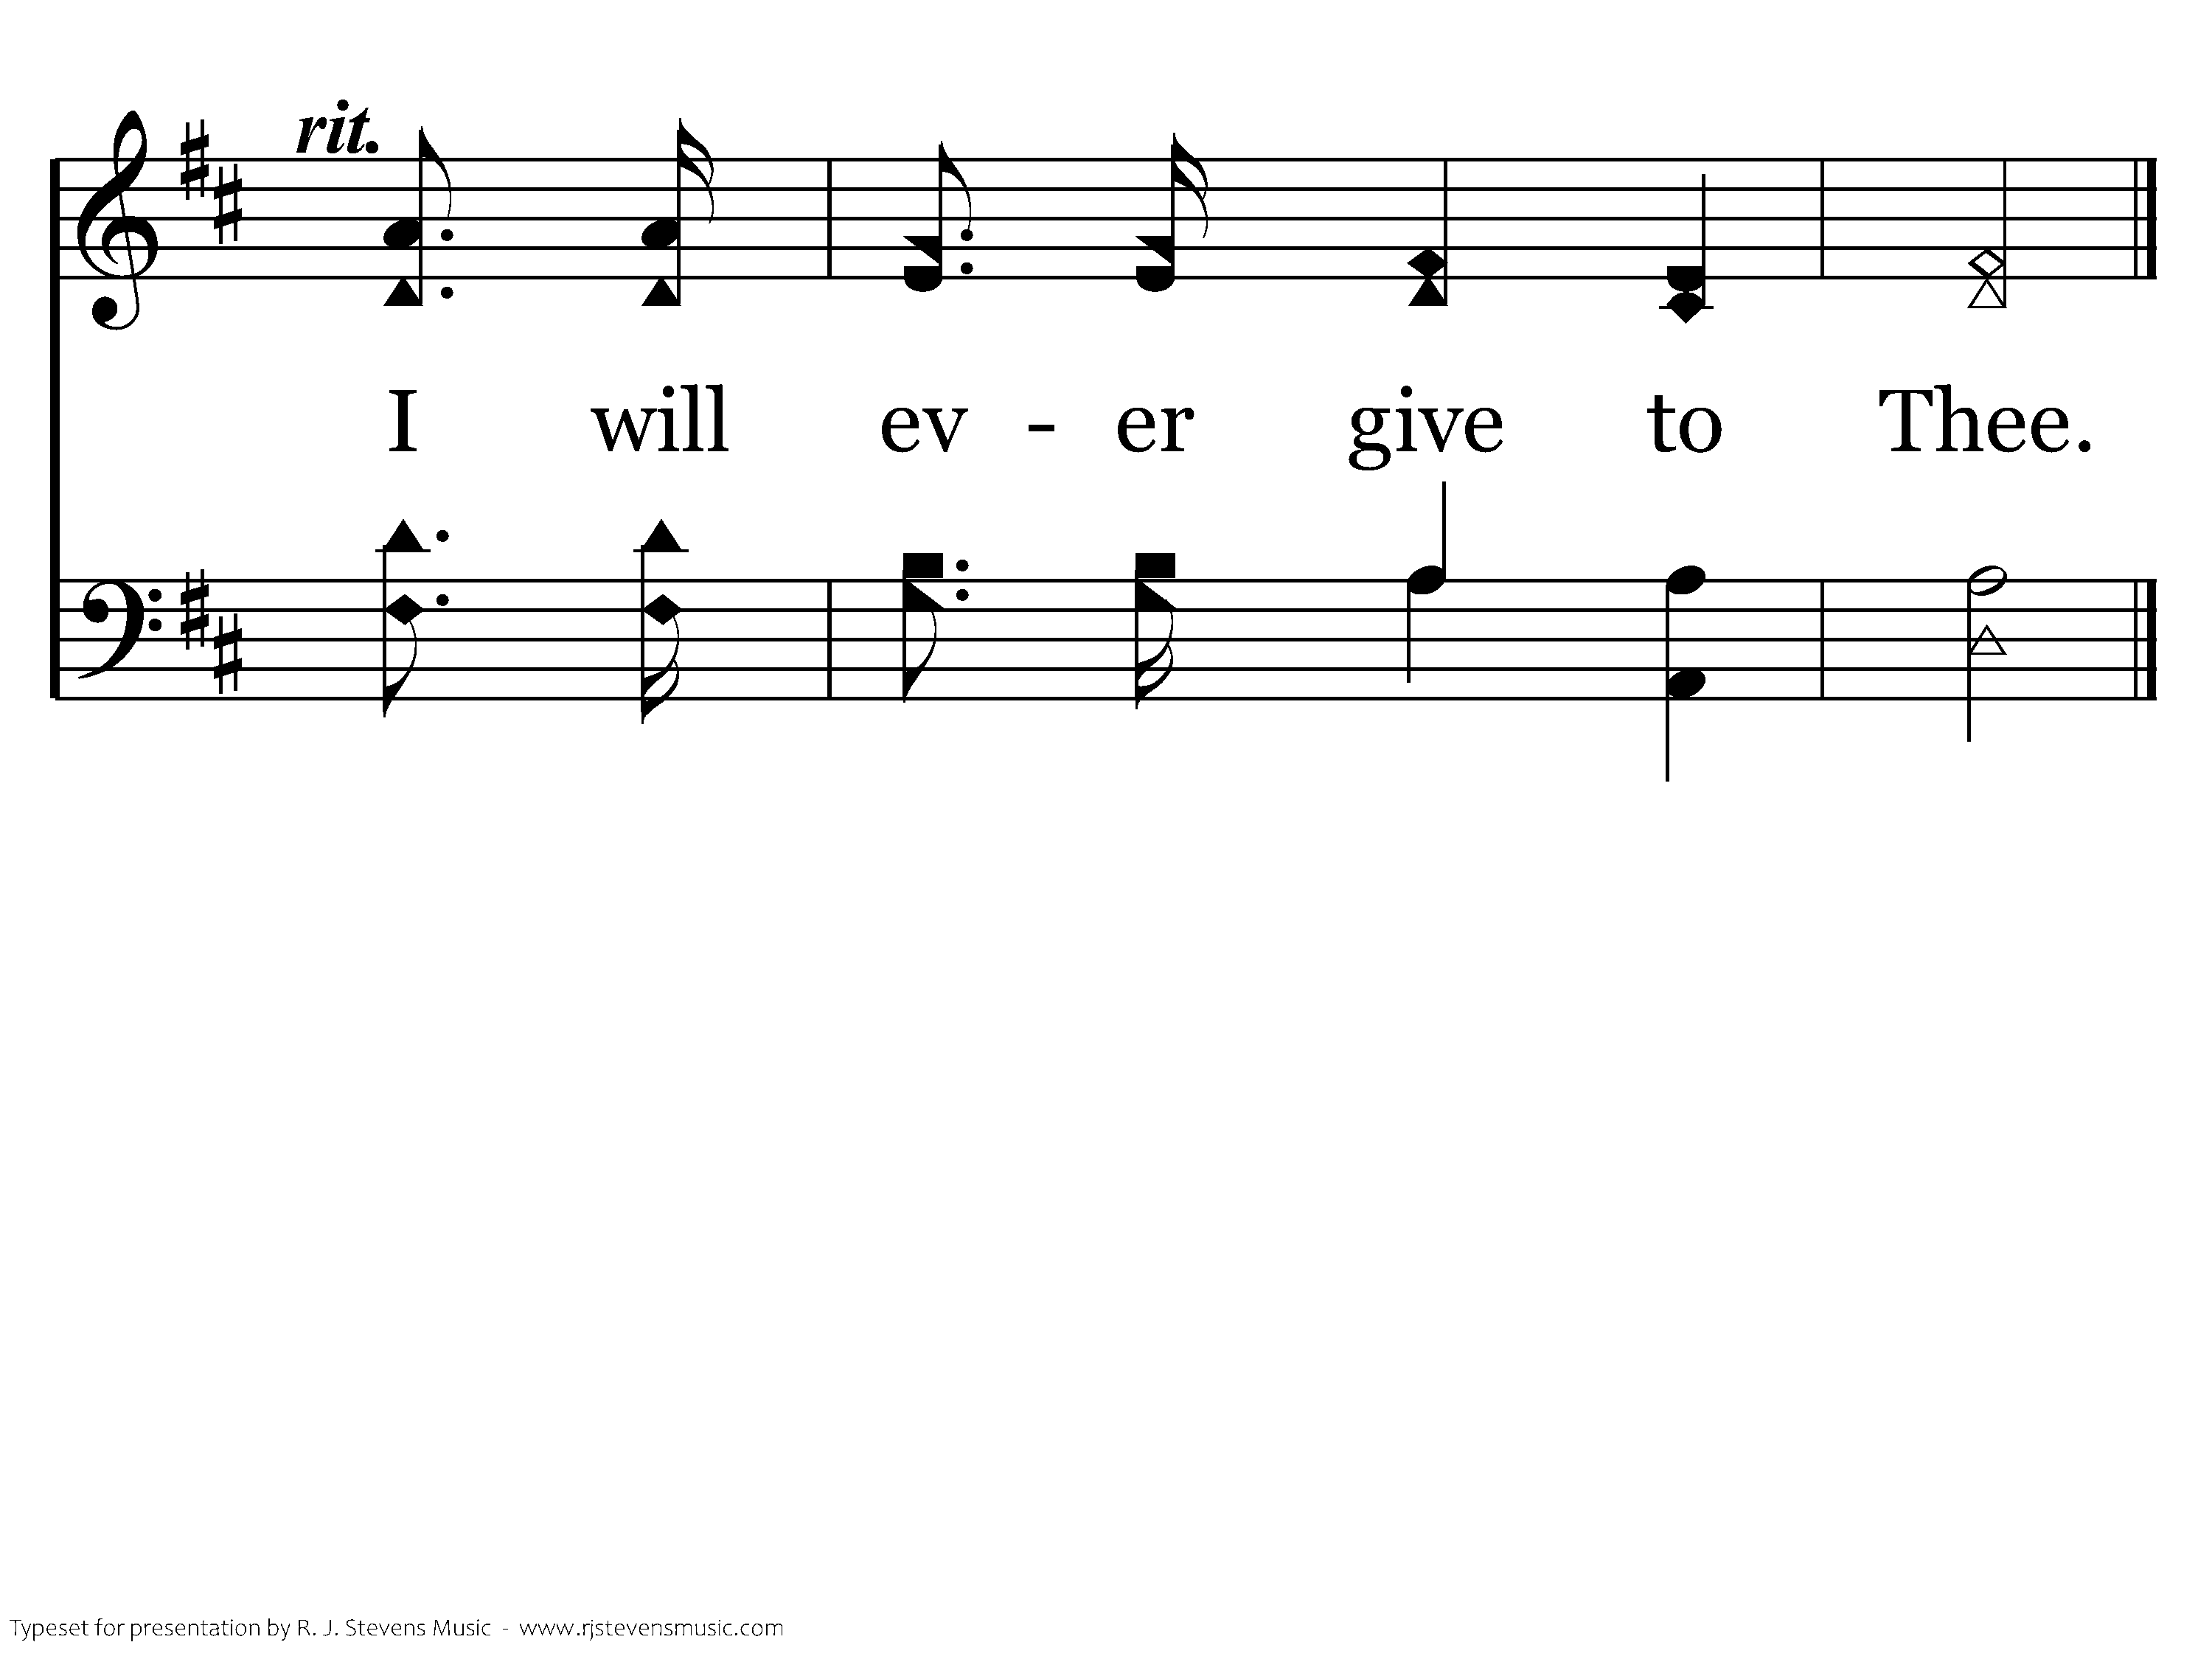 rit.
I will ev - er give to Thee.
Typeset for presentation by R. J. Stevens Music - www.rjstevensmusic.com